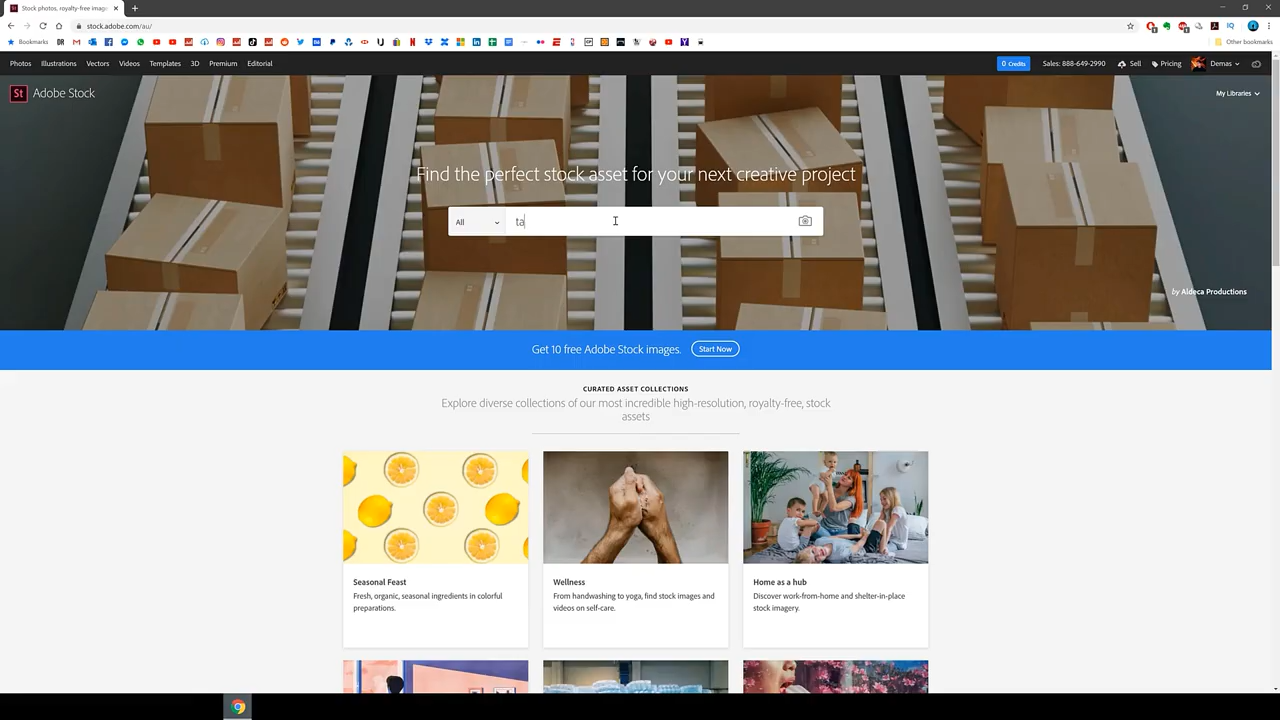 Stock photos, royalty-free image
stock.adobe.com/au/
Bookmarks
Other bookmarks
Photos
Illustrations
Vectors
Videos
Templates
3D
Premium
Editorial
0 Credits
Sales: 888-649-2990
Sell
Pricing
Demas
St Adobe Stock
My Libraries
Find the perfect stock asset for your next creative project
All
ta
by Aldeca Productions
Get 10 free Adobe Stock images.
Start Now
CURATED ASSET COLLECTIONS
Explore diverse collections of our most incredible high-resolution, royalty-free, stock
assets
Seasonal Feast
Fresh, organic, seasonal ingredients in colorful
preparations.
Wellness
From handwashing to yoga, find stock images and
videos on self-care.
Home as a hub
Discover work-from-home and shelter-in-place
stock imagery.